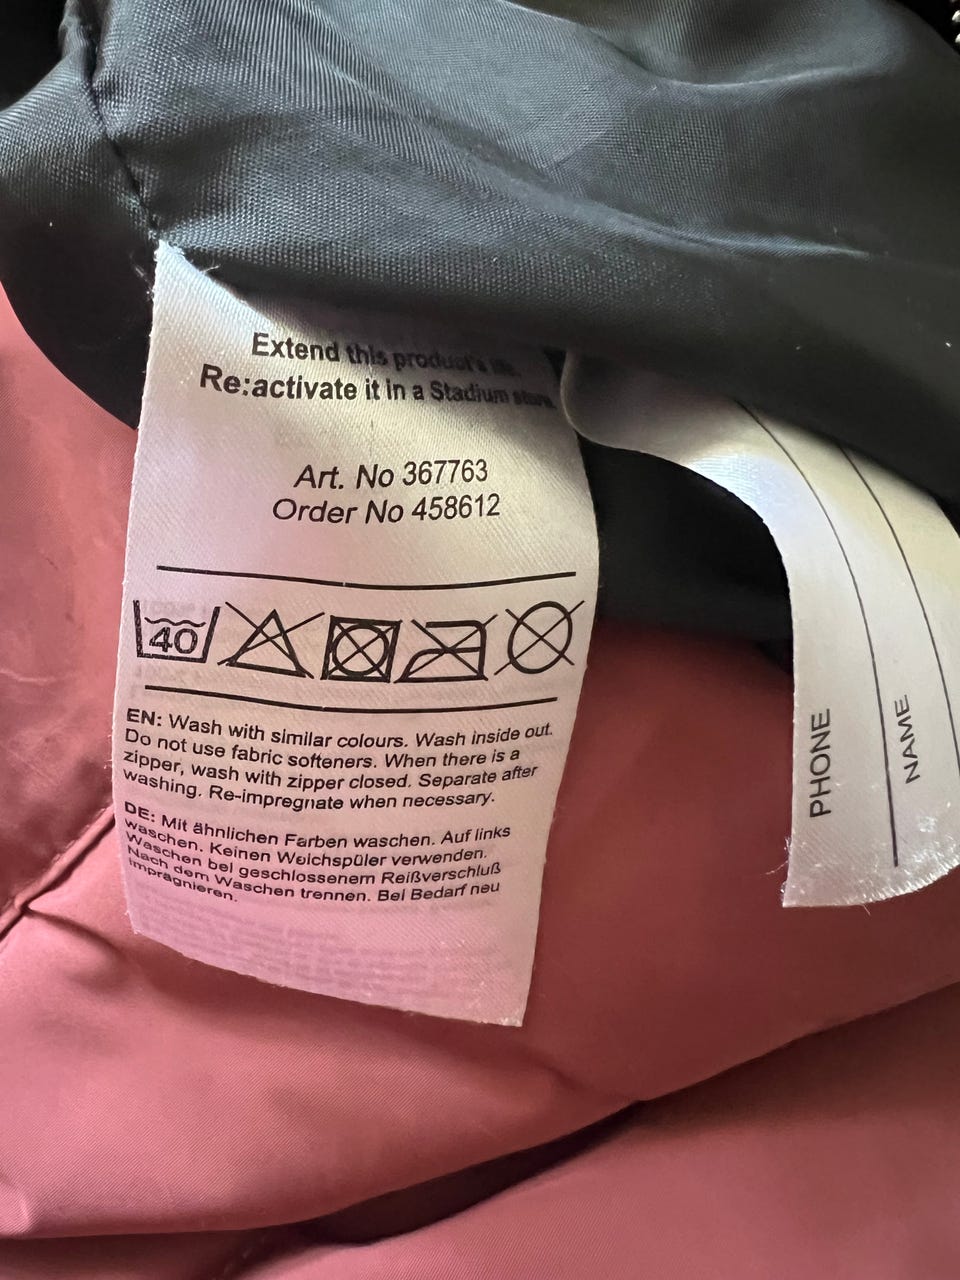 Extend this product's life.
Re:activate it in a Stadium store.
Art. No 367763
Order No 458612
40
EN: Wash with similar colours. Wash inside out.
Do not use fabric softeners. When there is a
zipper, wash with zipper closed. Separate after
washing. Re-impregnate when necessary.
DE: Mit ähnlichen Farben waschen. Auf links
waschen. Keinen Weichspüler verwenden.
Waschen bei geschlossenem Reißverschluß
Nach dem Waschen trennen. Bei Bedarf neu
imprägnieren.
PHONE
NAME